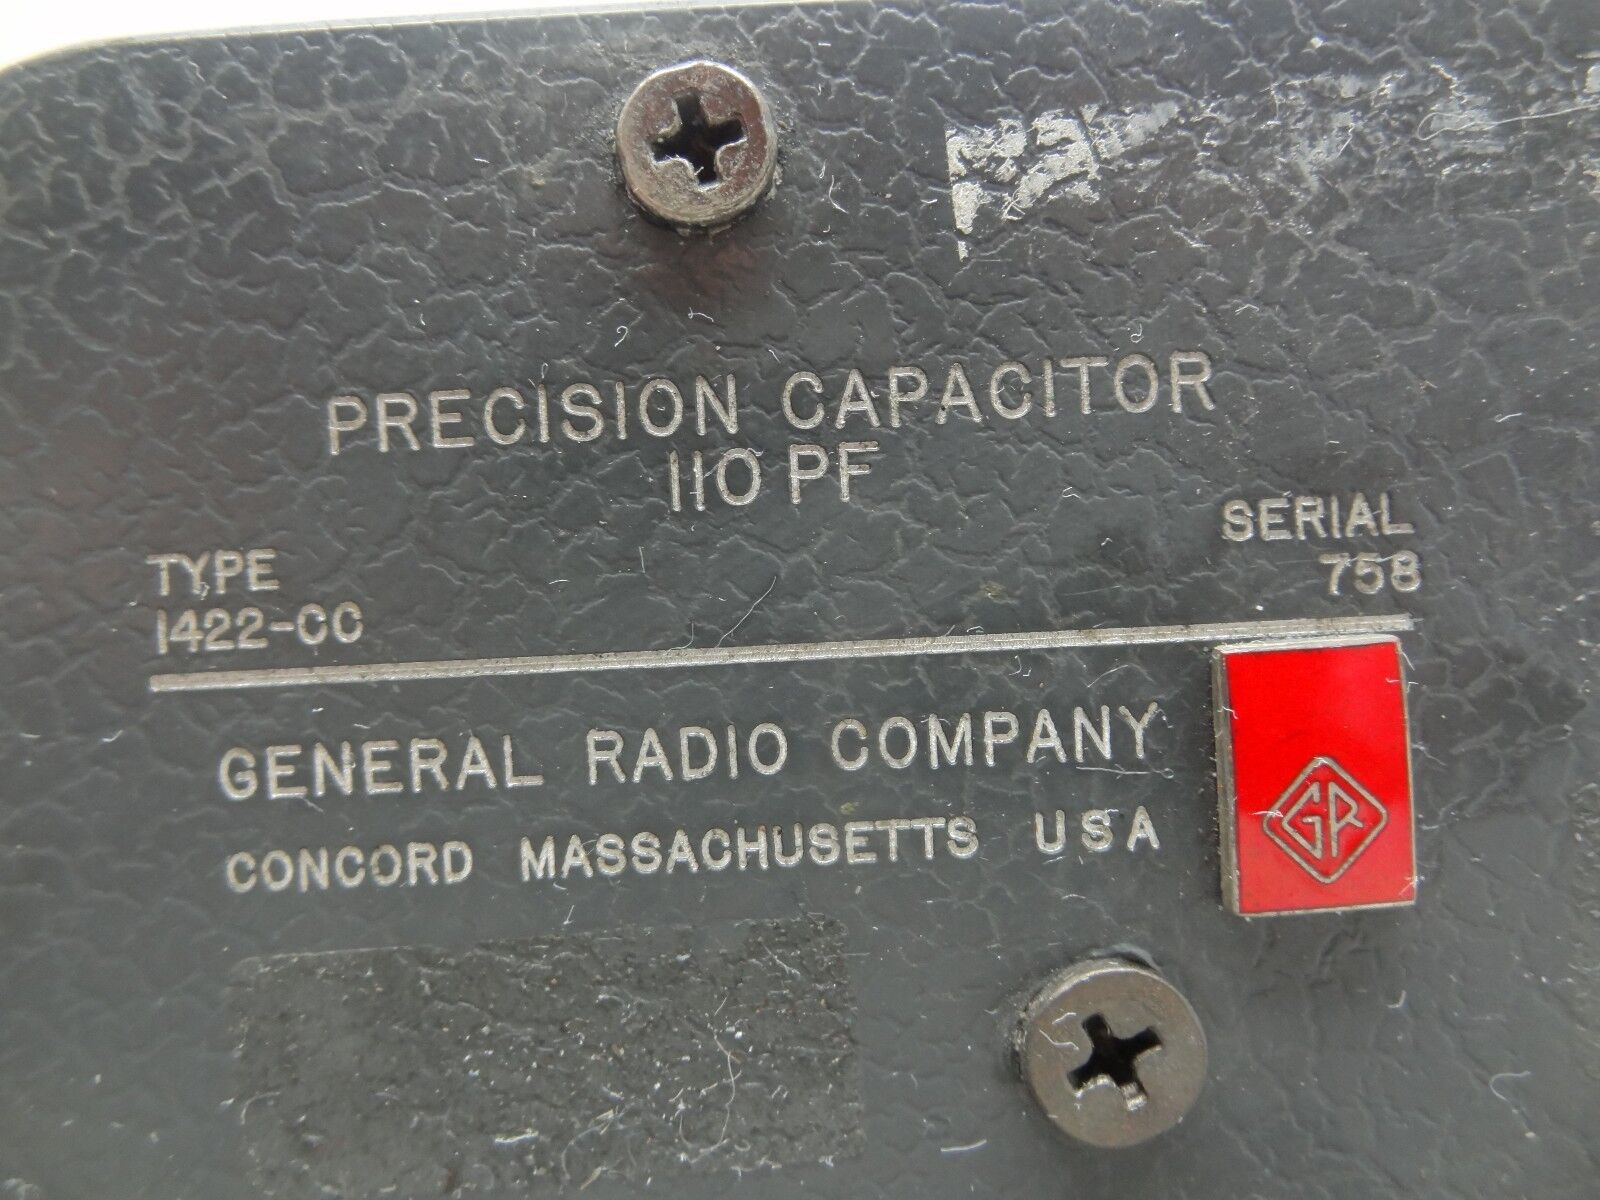 PRECISION CAPACITOR
110 PF
SERIAL
758
TYPE
1422-CC
GENERAL RADIO COMPANY
CONCORD MASSACHUSETTS USA
GR